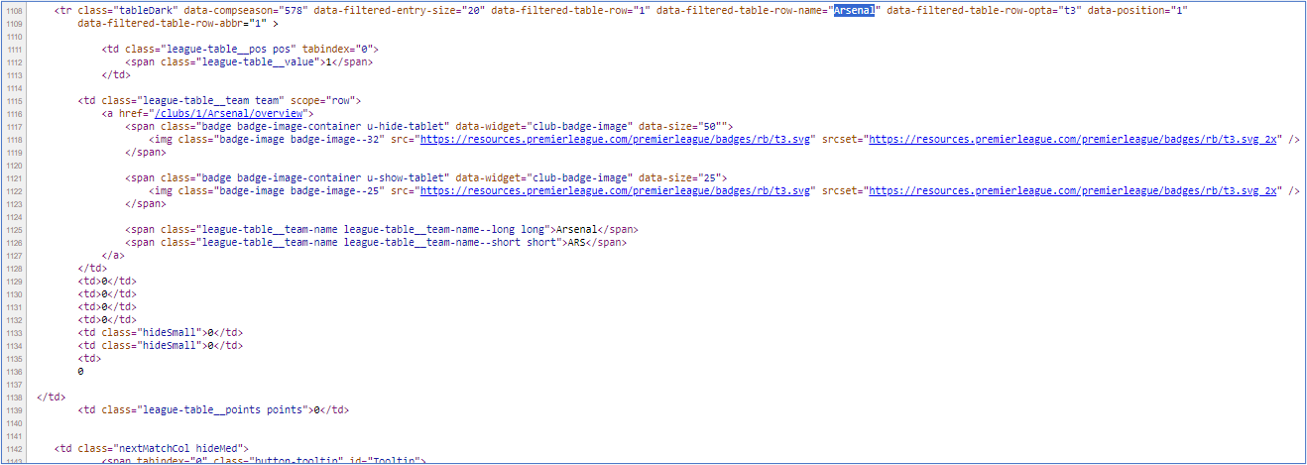 1108 <tr class="tableDark" data-compseason="578" data-filtered-entry-size="20" data-filtered-table-row="1" data-filtered-table-row-name="Arsenal" data-filtered-table-row-opta="t3" data-position="1"
1109 data-filtered-table-row-abbr="1" >
1110
1111 <td class="league-table__pos pos" tabindex="0">
1112 <span class="league-table__value">1</span>
1113 </td>
1114
1115 <td class="league-table__team team" scope="row">
1116 <a href="/clubs/1/Arsenal/overview">
1117 <span class="badge badge-image-container u-hide-tablet" data-widget="club-badge-image" data-size="50"">
1118 <img class="badge-image badge-image--32" src="https://resources.premierleague.com/premierleague/badges/rb/t3.svg" srcset="https://resources.premierleague.com/premierleague/badges/rb/t3.svg 2x" />
1119 </span>
1120
1121 <span class="badge badge-image-container u-show-tablet" data-widget="club-badge-image" data-size="25">
1122 <img class="badge-image badge-image--25" src="https://resources.premierleague.com/premierleague/badges/rb/t3.svg" srcset="https://resources.premierleague.com/premierleague/badges/rb/t3.svg 2x" />
1123 </span>
1124
1125 <span class="league-table__team-name league-table__team-name--long long">Arsenal</span>
1126 <span class="league-table__team-name league-table__team-name--short short">ARS</span>
1127 </a>
1128 </td>
1129 <td>0</td>
1130 <td>0</td>
1131 <td>0</td>
1132 <td>0</td>
1133 <td class="hideSmall">0</td>
1134 <td class="hideSmall">0</td>
1135 <td>
1136 0
1137
1138 </td>
1139 <td class="league-table__points points">0</td>
1140
1141
1142 <td class="nextMatchCol hideMed">
1143 <span tabindex="0" class="button-tooltip" id="Tooltip">